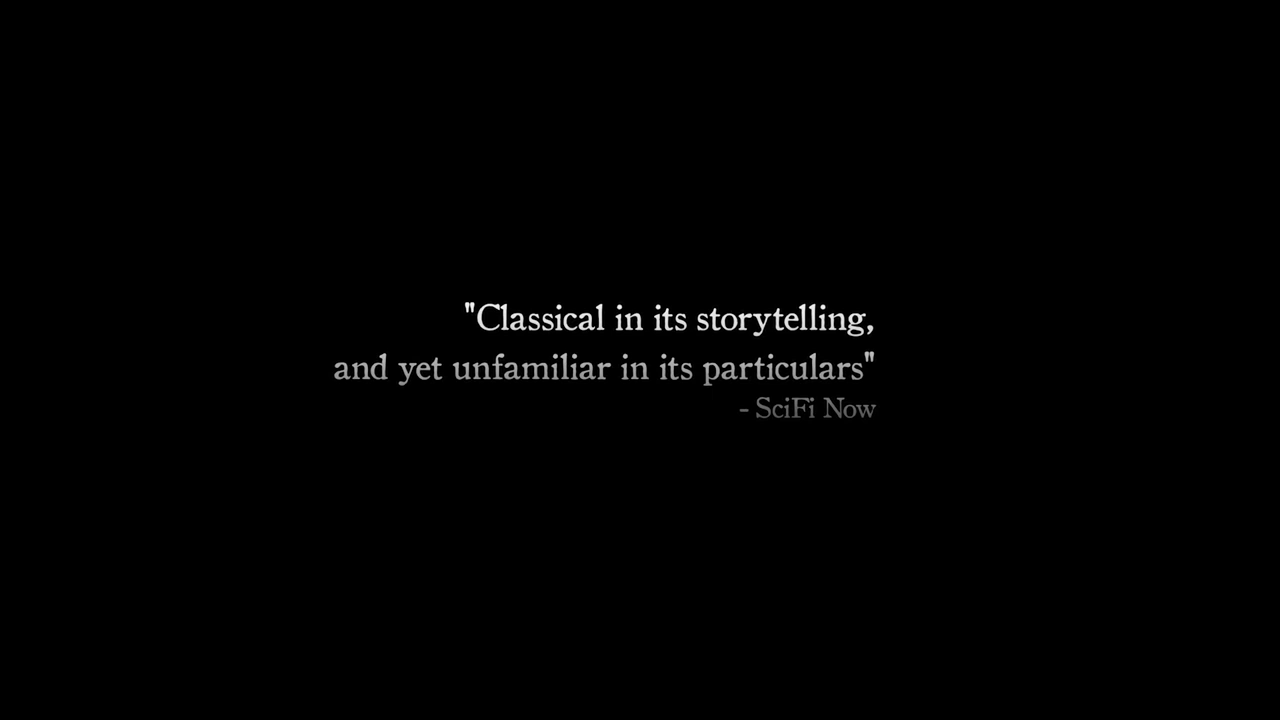 "Classical in its storytelling,
and yet unfamiliar in its particulars"
- SciFi Now